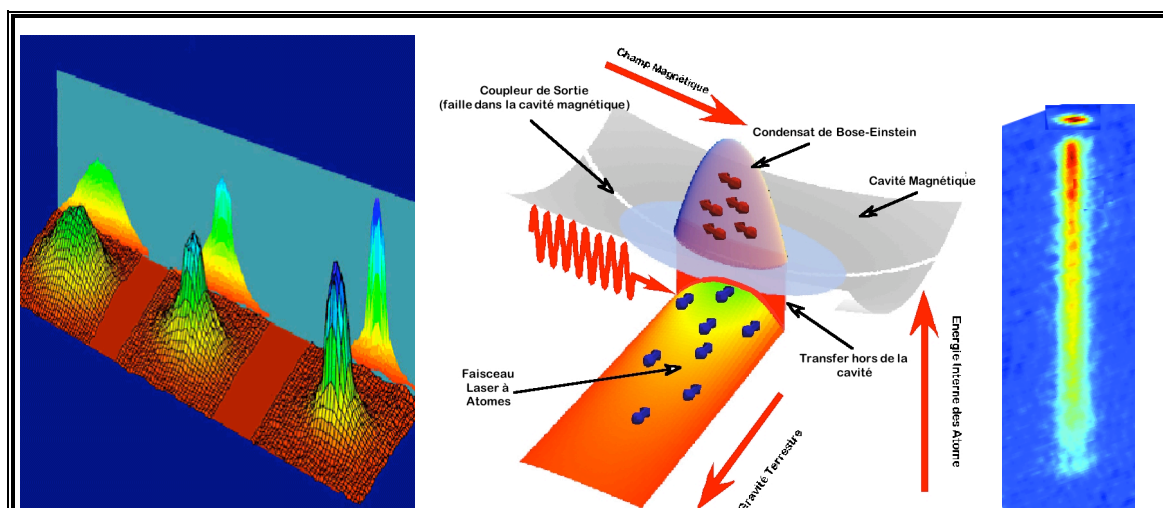 Champ Magnétique
Coupleur de Sortie
(faille dans la cavité magnétique)
Condensat de Bose-Einstein
Cavité Magnétique
Transfer hors de la
cavité
Faisceau
Laser à
Atomes
Gravité Terrestre
Energie Interne des Atome